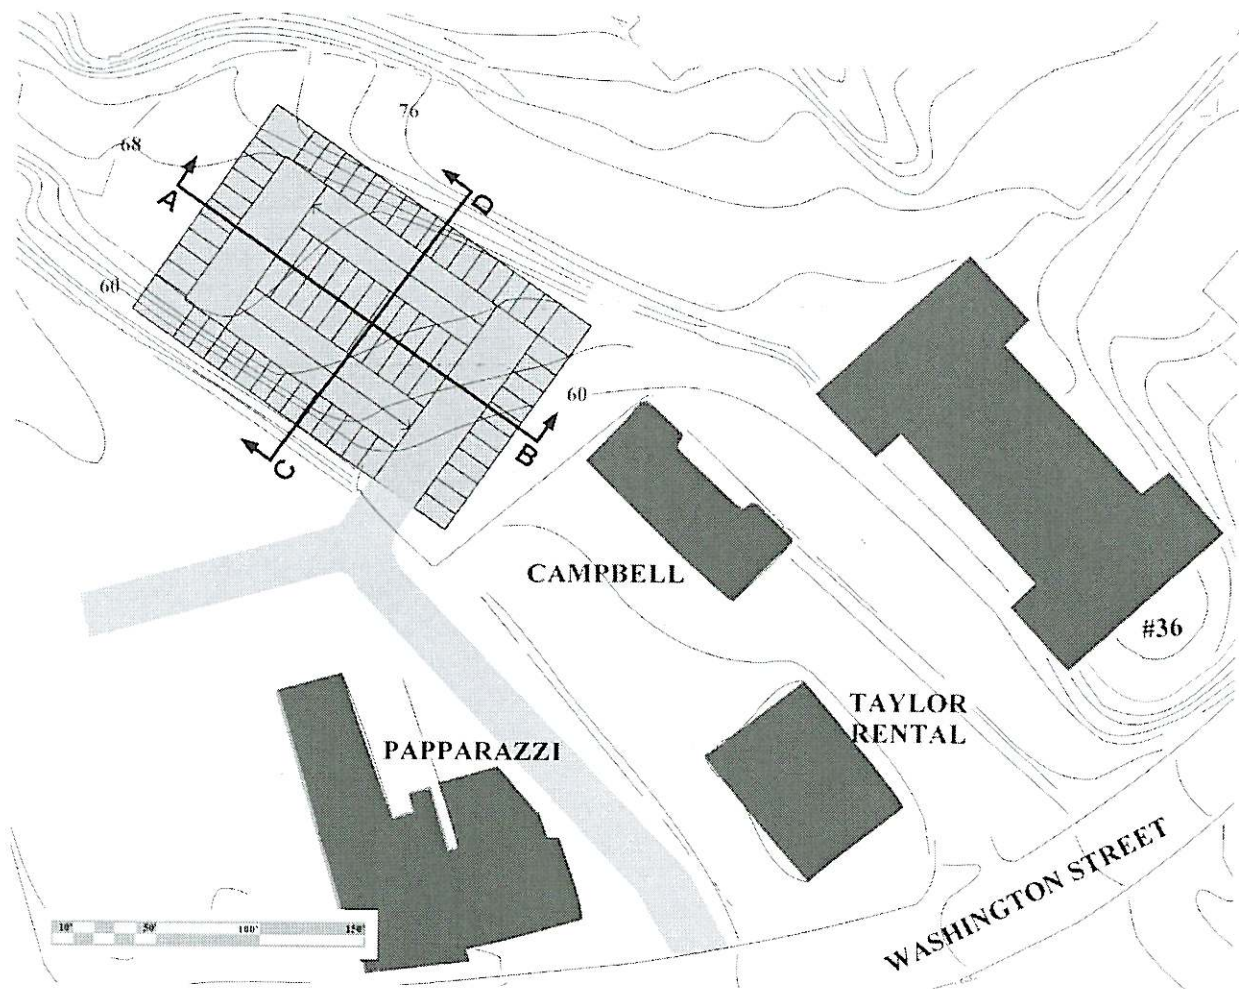 76
68
A
D
60
60
B
C
CAMPBELL
#36
TAYLOR
RENTAL
PAPPARAZZI
WASHINGTON STREET
10' 50' 100' 150'